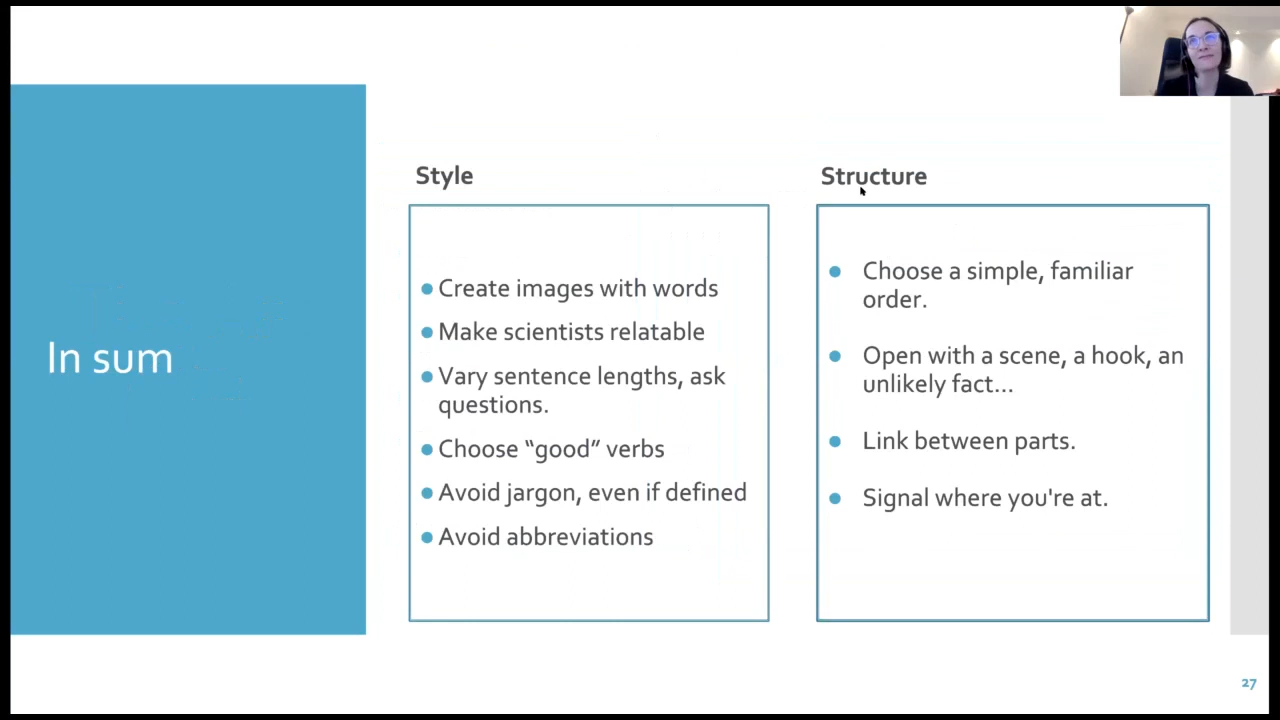 In sum
Style
Create images with words
Make scientists relatable
Vary sentence lengths, ask
questions.
Choose “good” verbs
Avoid jargon, even if defined
Avoid abbreviations
Structure
Choose a simple, familiar
order.
Open with a scene, a hook, an
unlikely fact…
Link between parts.
Signal where you're at.
27